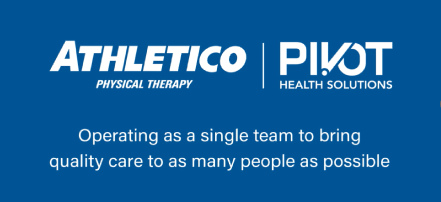 ATHLETICO
PHYSICAL THERAPY
PIVOT
HEALTH SOLUTIONS
Operating as a single team to bring
quality care to as many people as possible